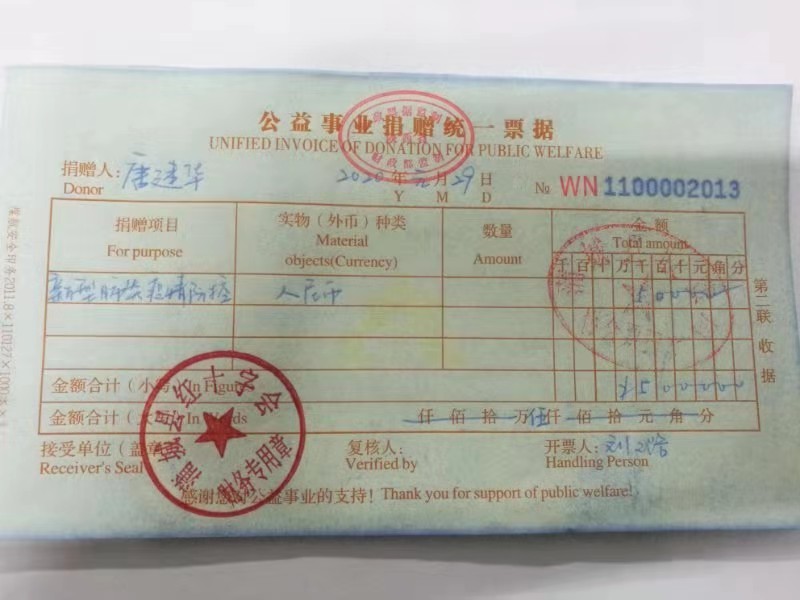 公益事业捐赠统一票据
UNIFIED INVOICE OF DONATION FOR PUBLIC WELFARE
捐赠人:
Donor
2020年元月29日
Y M D
№ WN 1100002013
捐赠项目
For purpose
实物(外币)种类
Material
objects(Currency)
数量
Amount
金额
Total amount
千百十万千百十元角分
新型肺炎疫情防控 人民币 500000
金额合计(小写)In Figures ¥500000
金额合计(大写)In Words 仟佰拾万伍仟佰拾元角分
第二联 收据
接受单位(盖章)
Receiver's Seal
复核人:
Verified by
开票人:
Handling Person
感谢您对公益事业的支持!Thank you for support of public welfare!
县红十字会
财务专用章